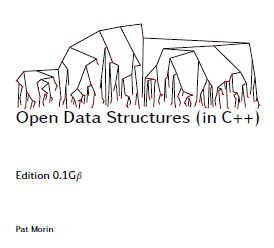 Open Data Structures (in C++)
Edition 0.1Gβ
Pat Morin